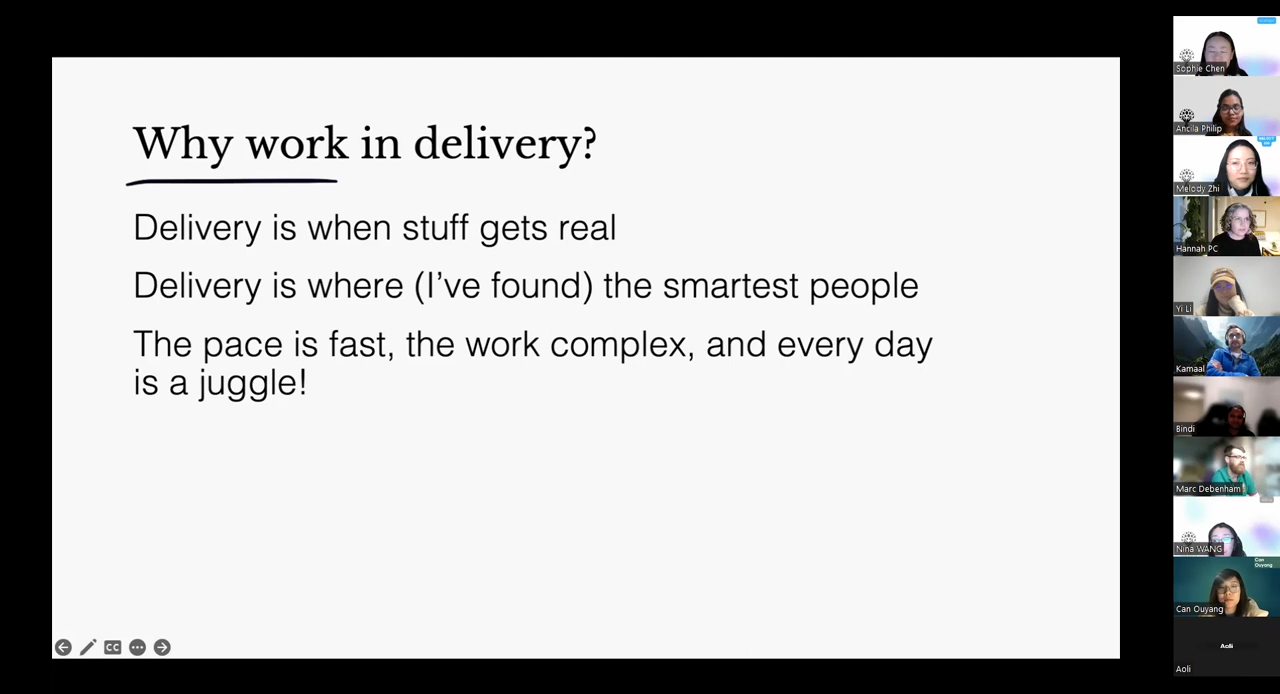 Why work in delivery?
Delivery is when stuff gets real
Delivery is where (I've found) the smartest people
The pace is fast, the work complex, and every day
is a juggle!
CC
Sophie Chen
Ancila Philip
Melody Zhi
Hannah PC
Yi Li
Kamaal
Bindi
Marc Debenham
Nina WANG
Can
Ouyang
Can Ouyang
Aoli
Aoli